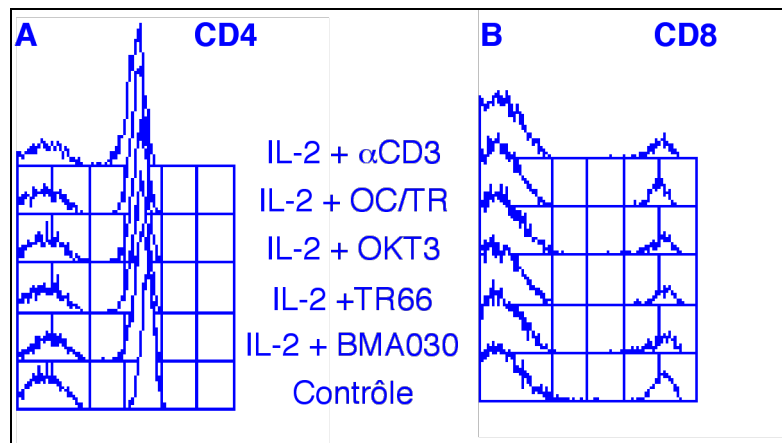 A CD4
B CD8
IL-2 + αCD3
IL-2 + OC/TR
IL-2 + OKT3
IL-2 +TR66
IL-2 + BMA030
Contrôle